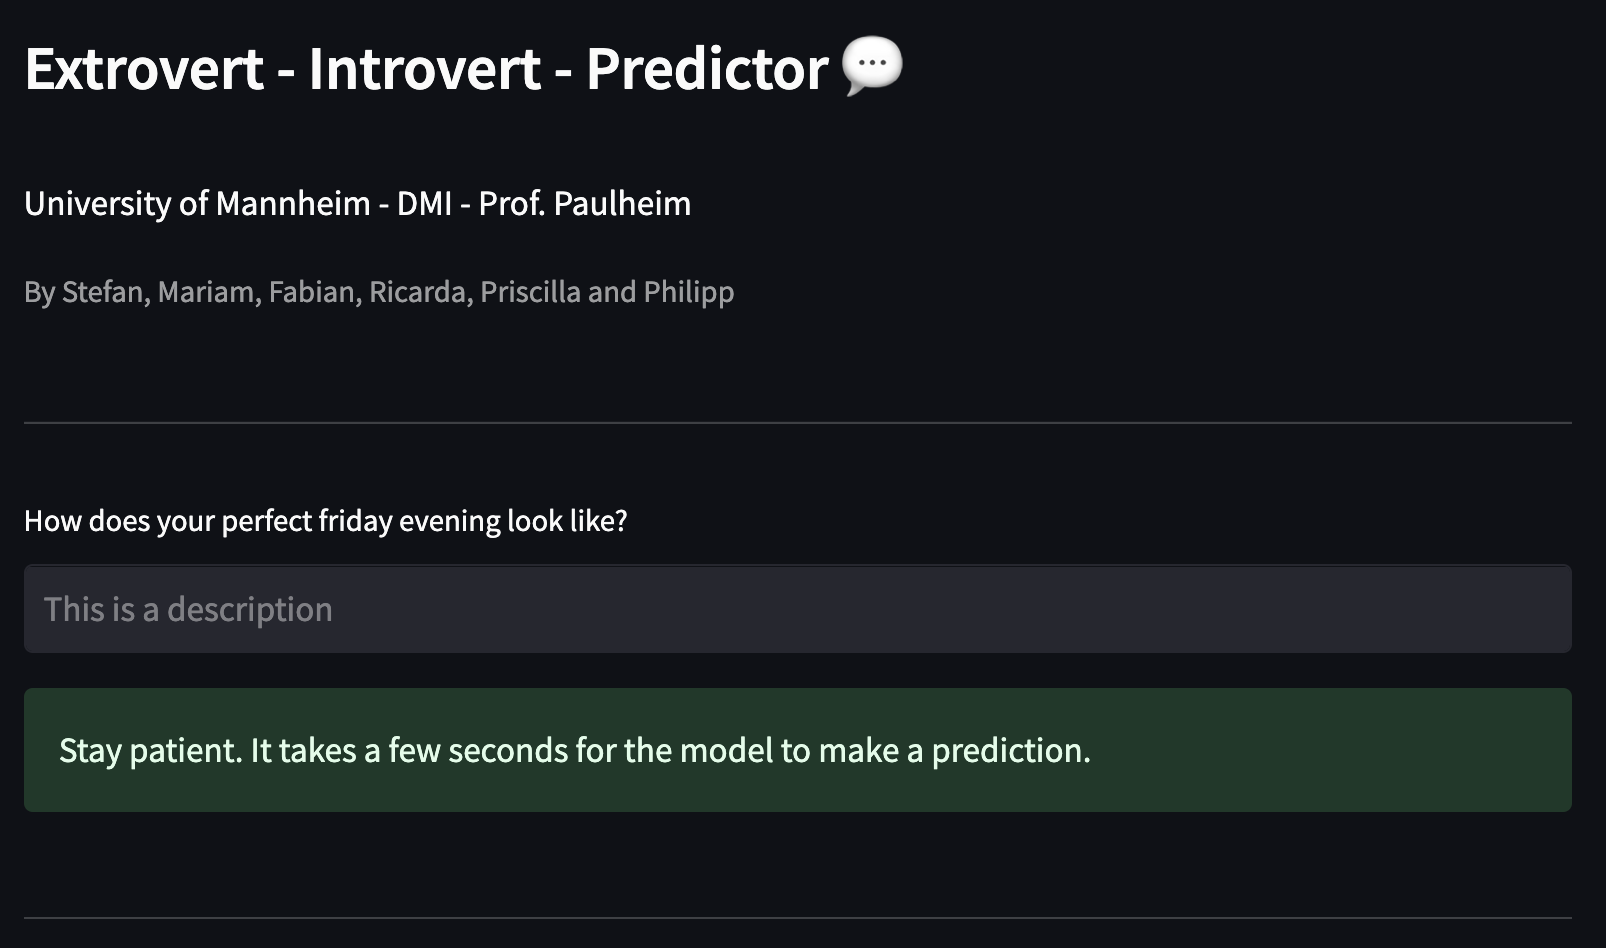 Extrovert - Introvert - Predictor 💬
University of Mannheim - DMI - Prof. Paulheim
By Stefan, Mariam, Fabian, Ricarda, Priscilla and Philipp
How does your perfect friday evening look like?
This is a description
Stay patient. It takes a few seconds for the model to make a prediction.